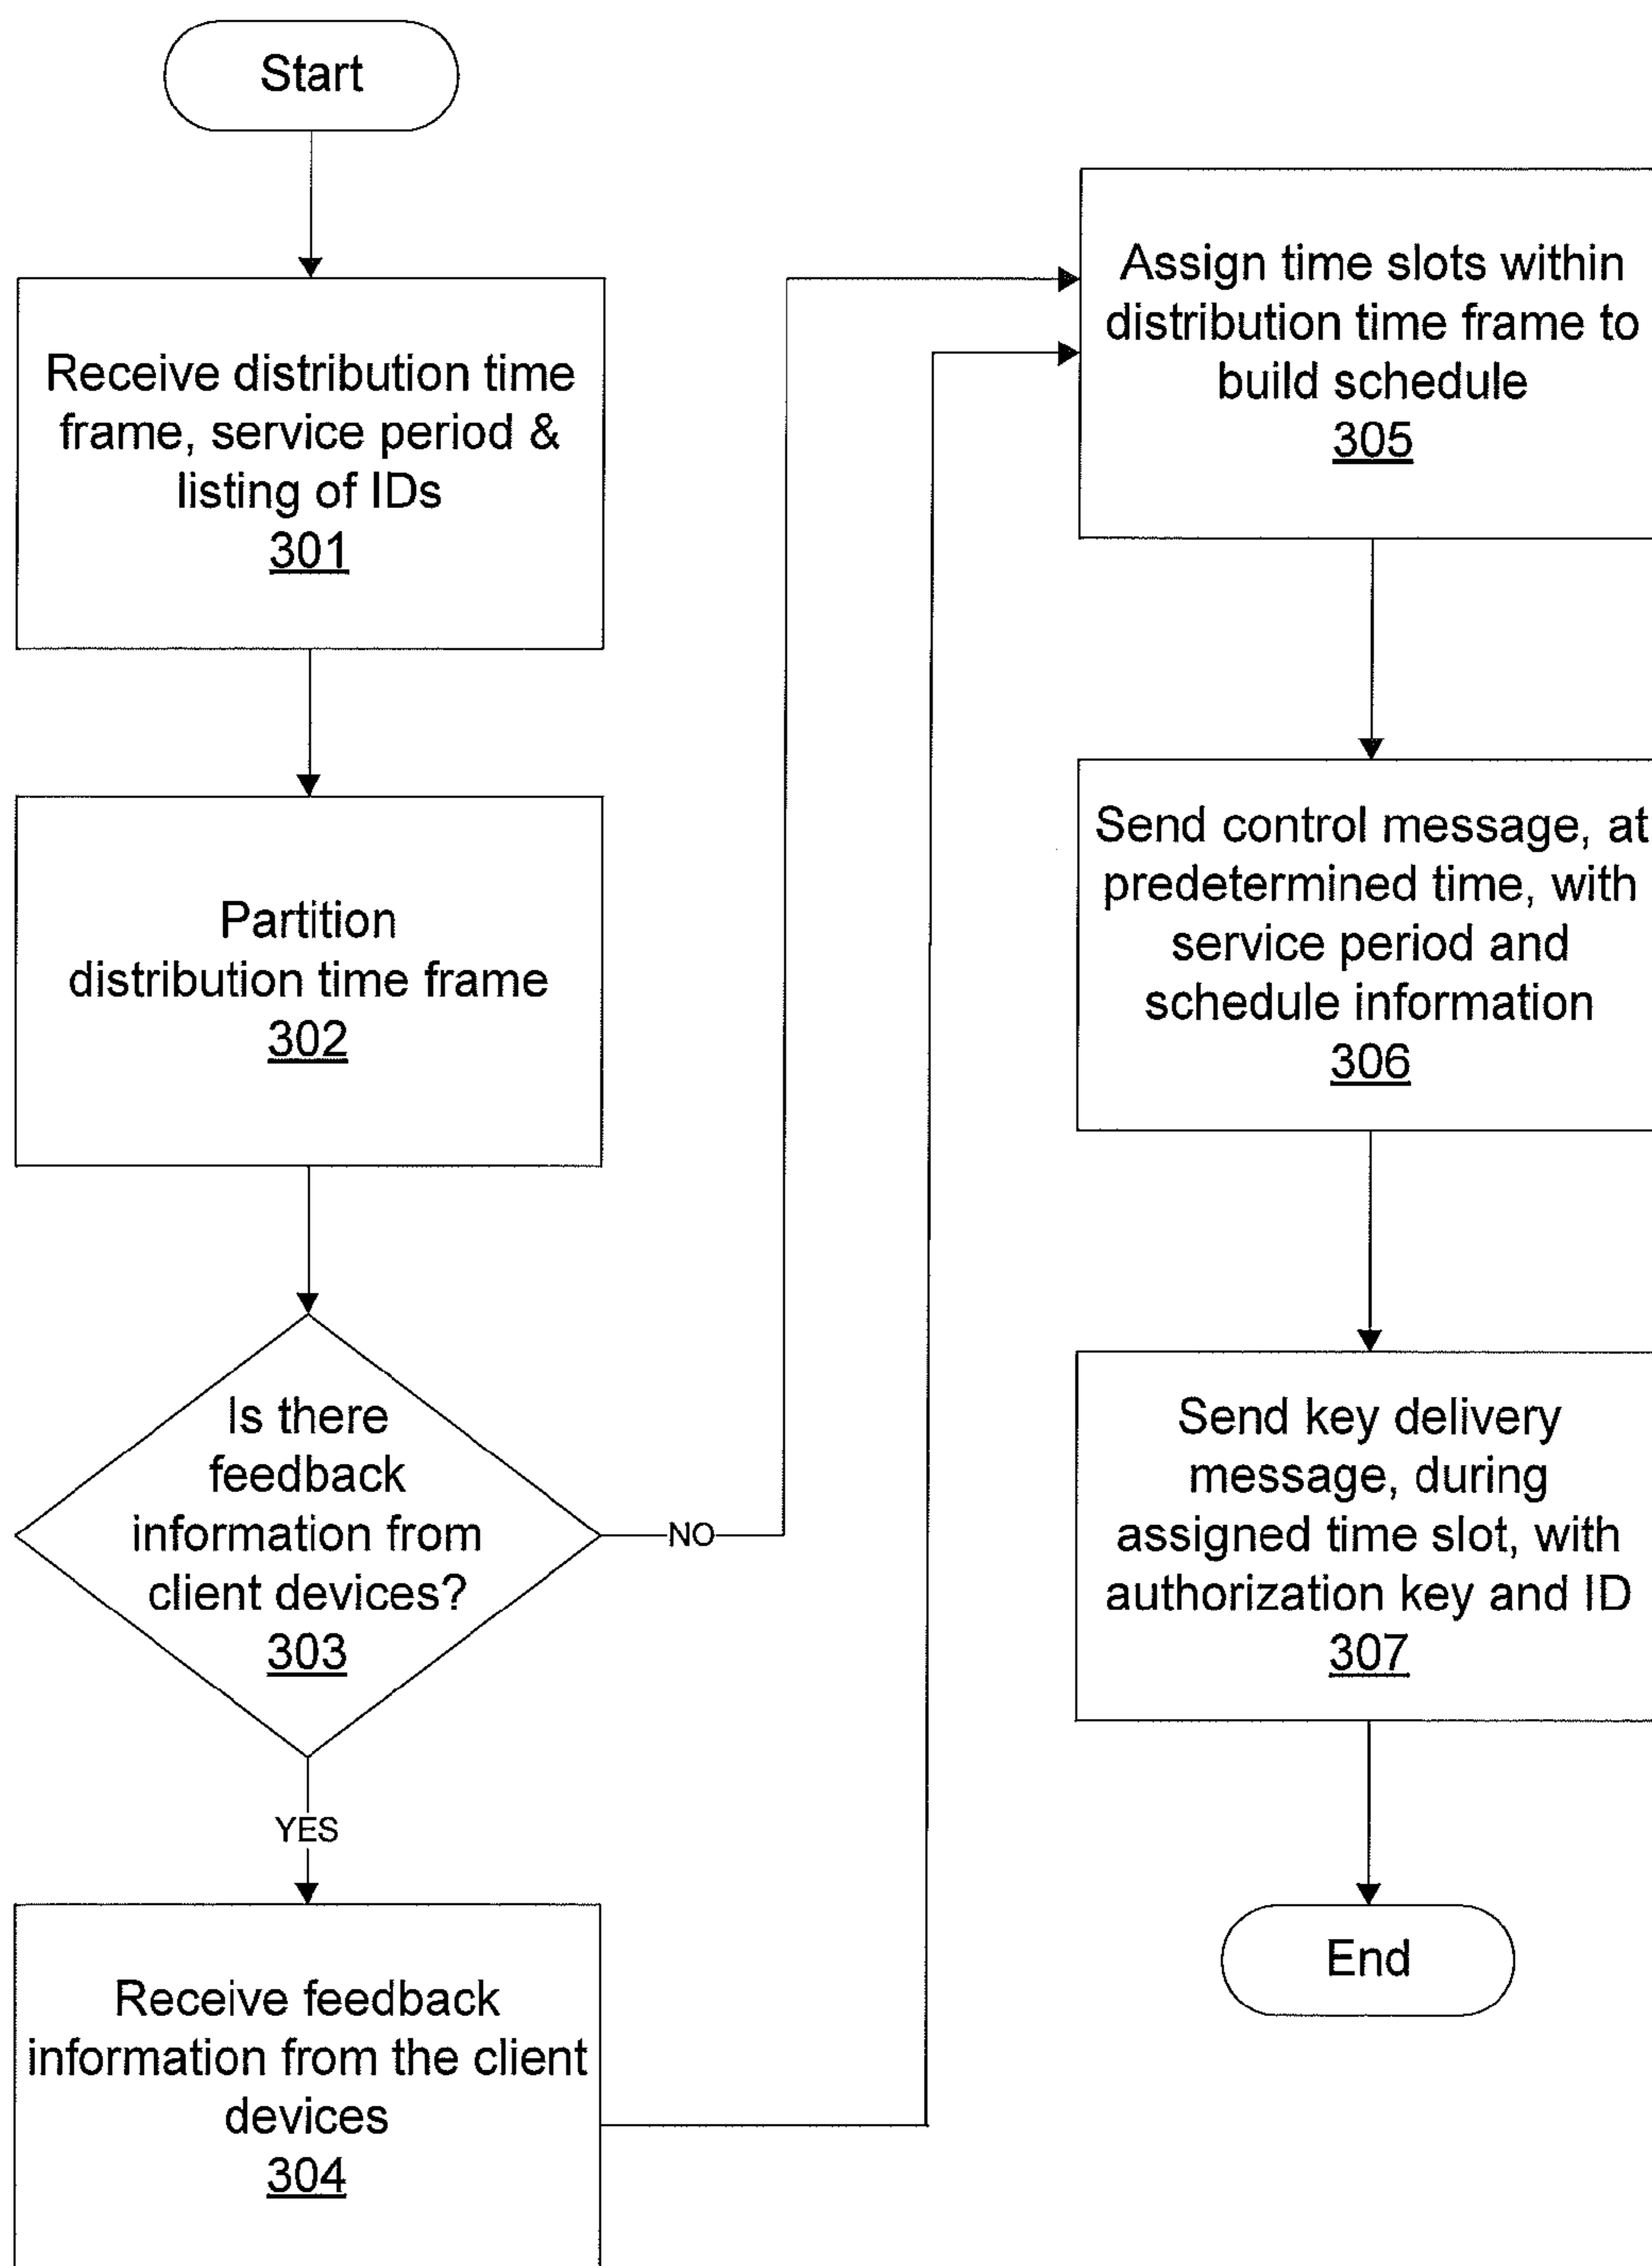 Start
Receive distribution time
frame, service period &
listing of IDs
301
Partition
distribution time frame
302
Is there
feedback
information from
client devices?
303
NO
YES
Receive feedback
information from the client
devices
304
Assign time slots within
distribution time frame to
build schedule
305
Send control message, at
predetermined time, with
service period and
schedule information
306
Send key delivery
message, during
assigned time slot, with
authorization key and ID
307
End